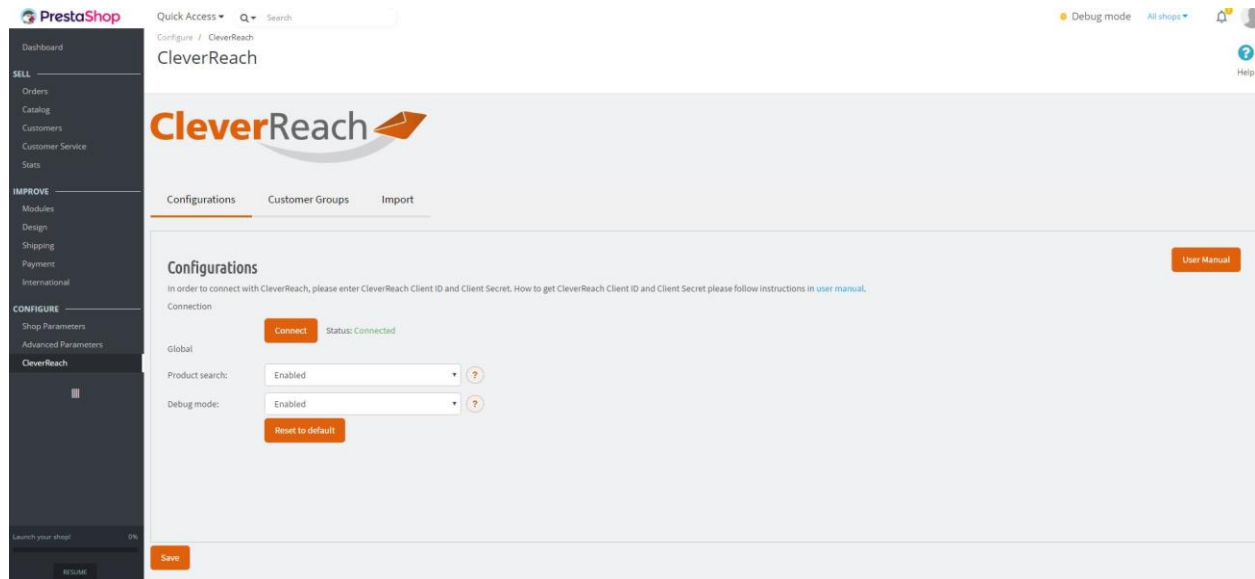 PrestaShop
Quick Access
Search
Debug mode
All shops
Configure / CleverReach
CleverReach
Help
Dashboard
SELL
Orders
Catalog
Customers
Customer Service
Stats
IMPROVE
Modules
Design
Shipping
Payment
International
CONFIGURE
Shop Parameters
Advanced Parameters
CleverReach
Launch your shop! 0%
RESUME
CleverReach
Configurations Customer Groups Import
User Manual
Configurations
In order to connect with CleverReach, please enter CleverReach Client ID and Client Secret. How to get CleverReach Client ID and Client Secret please follow instructions in user manual.
Connection
Connect Status: Connected
Global
Product search: Enabled ?
Debug mode: Enabled ?
Reset to default
Save